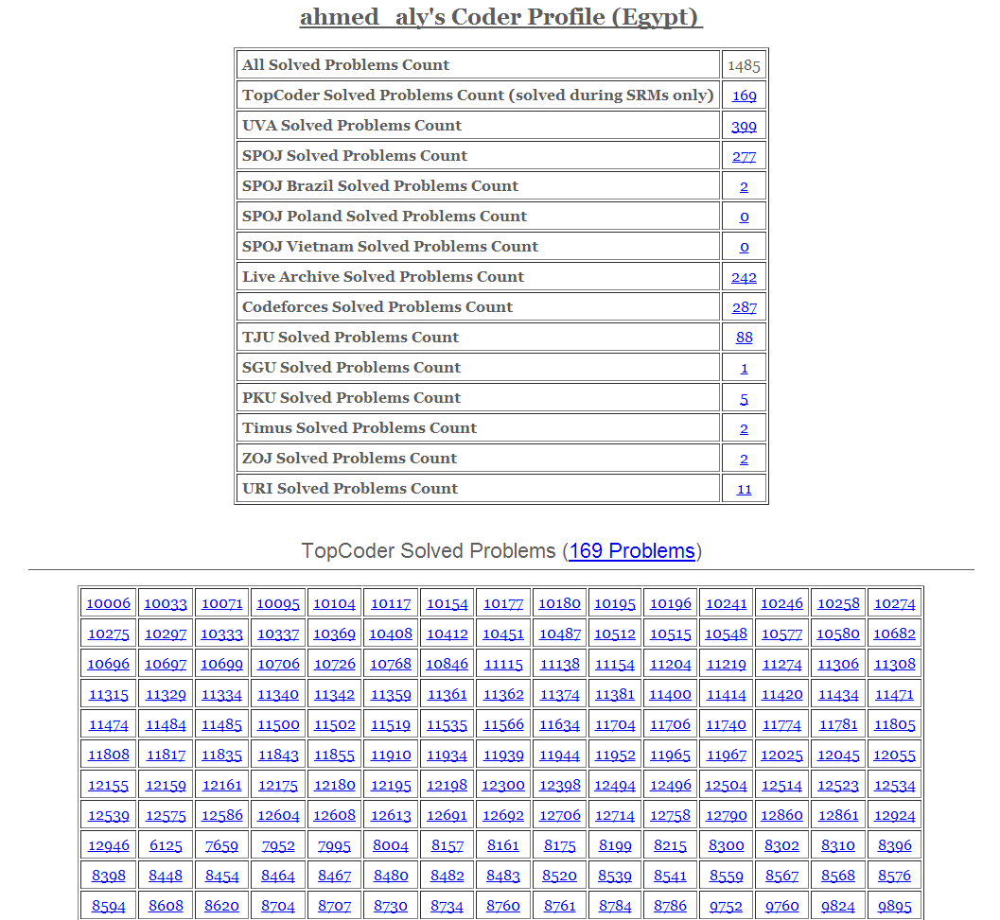 ahmed_aly's Coder Profile (Egypt)
All Solved Problems Count 1485
TopCoder Solved Problems Count (solved during SRMs only) 169
UVA Solved Problems Count 399
SPOJ Solved Problems Count 277
SPOJ Brazil Solved Problems Count 2
SPOJ Poland Solved Problems Count 0
SPOJ Vietnam Solved Problems Count 0
Live Archive Solved Problems Count 242
Codeforces Solved Problems Count 287
TJU Solved Problems Count 88
SGU Solved Problems Count 1
PKU Solved Problems Count 5
Timus Solved Problems Count 2
ZOJ Solved Problems Count 2
URI Solved Problems Count 11
TopCoder Solved Problems (169 Problems)
10006 10033 10071 10095 10104 10117 10154 10177 10180 10195 10196 10241 10246 10258 10274
10275 10297 10333 10337 10369 10408 10412 10451 10487 10512 10515 10548 10577 10580 10682
10696 10697 10699 10706 10726 10768 10846 11115 11138 11154 11204 11219 11274 11306 11308
11315 11329 11334 11340 11342 11359 11361 11362 11374 11381 11400 11414 11420 11434 11471
11474 11484 11485 11500 11502 11519 11535 11566 11634 11704 11706 11740 11774 11781 11805
11808 11817 11835 11843 11855 11910 11934 11939 11944 11952 11965 11967 12025 12045 12055
12155 12159 12161 12175 12180 12195 12198 12300 12398 12494 12496 12504 12514 12523 12534
12539 12575 12586 12604 12608 12613 12691 12692 12706 12714 12758 12790 12860 12861 12924
12946 6125 7659 7952 7995 8004 8157 8161 8175 8199 8215 8300 8302 8310 8396
8398 8448 8454 8464 8467 8480 8482 8483 8520 8539 8541 8559 8567 8568 8576
8594 8608 8620 8704 8707 8730 8734 8760 8761 8784 8786 9752 9760 9824 9895